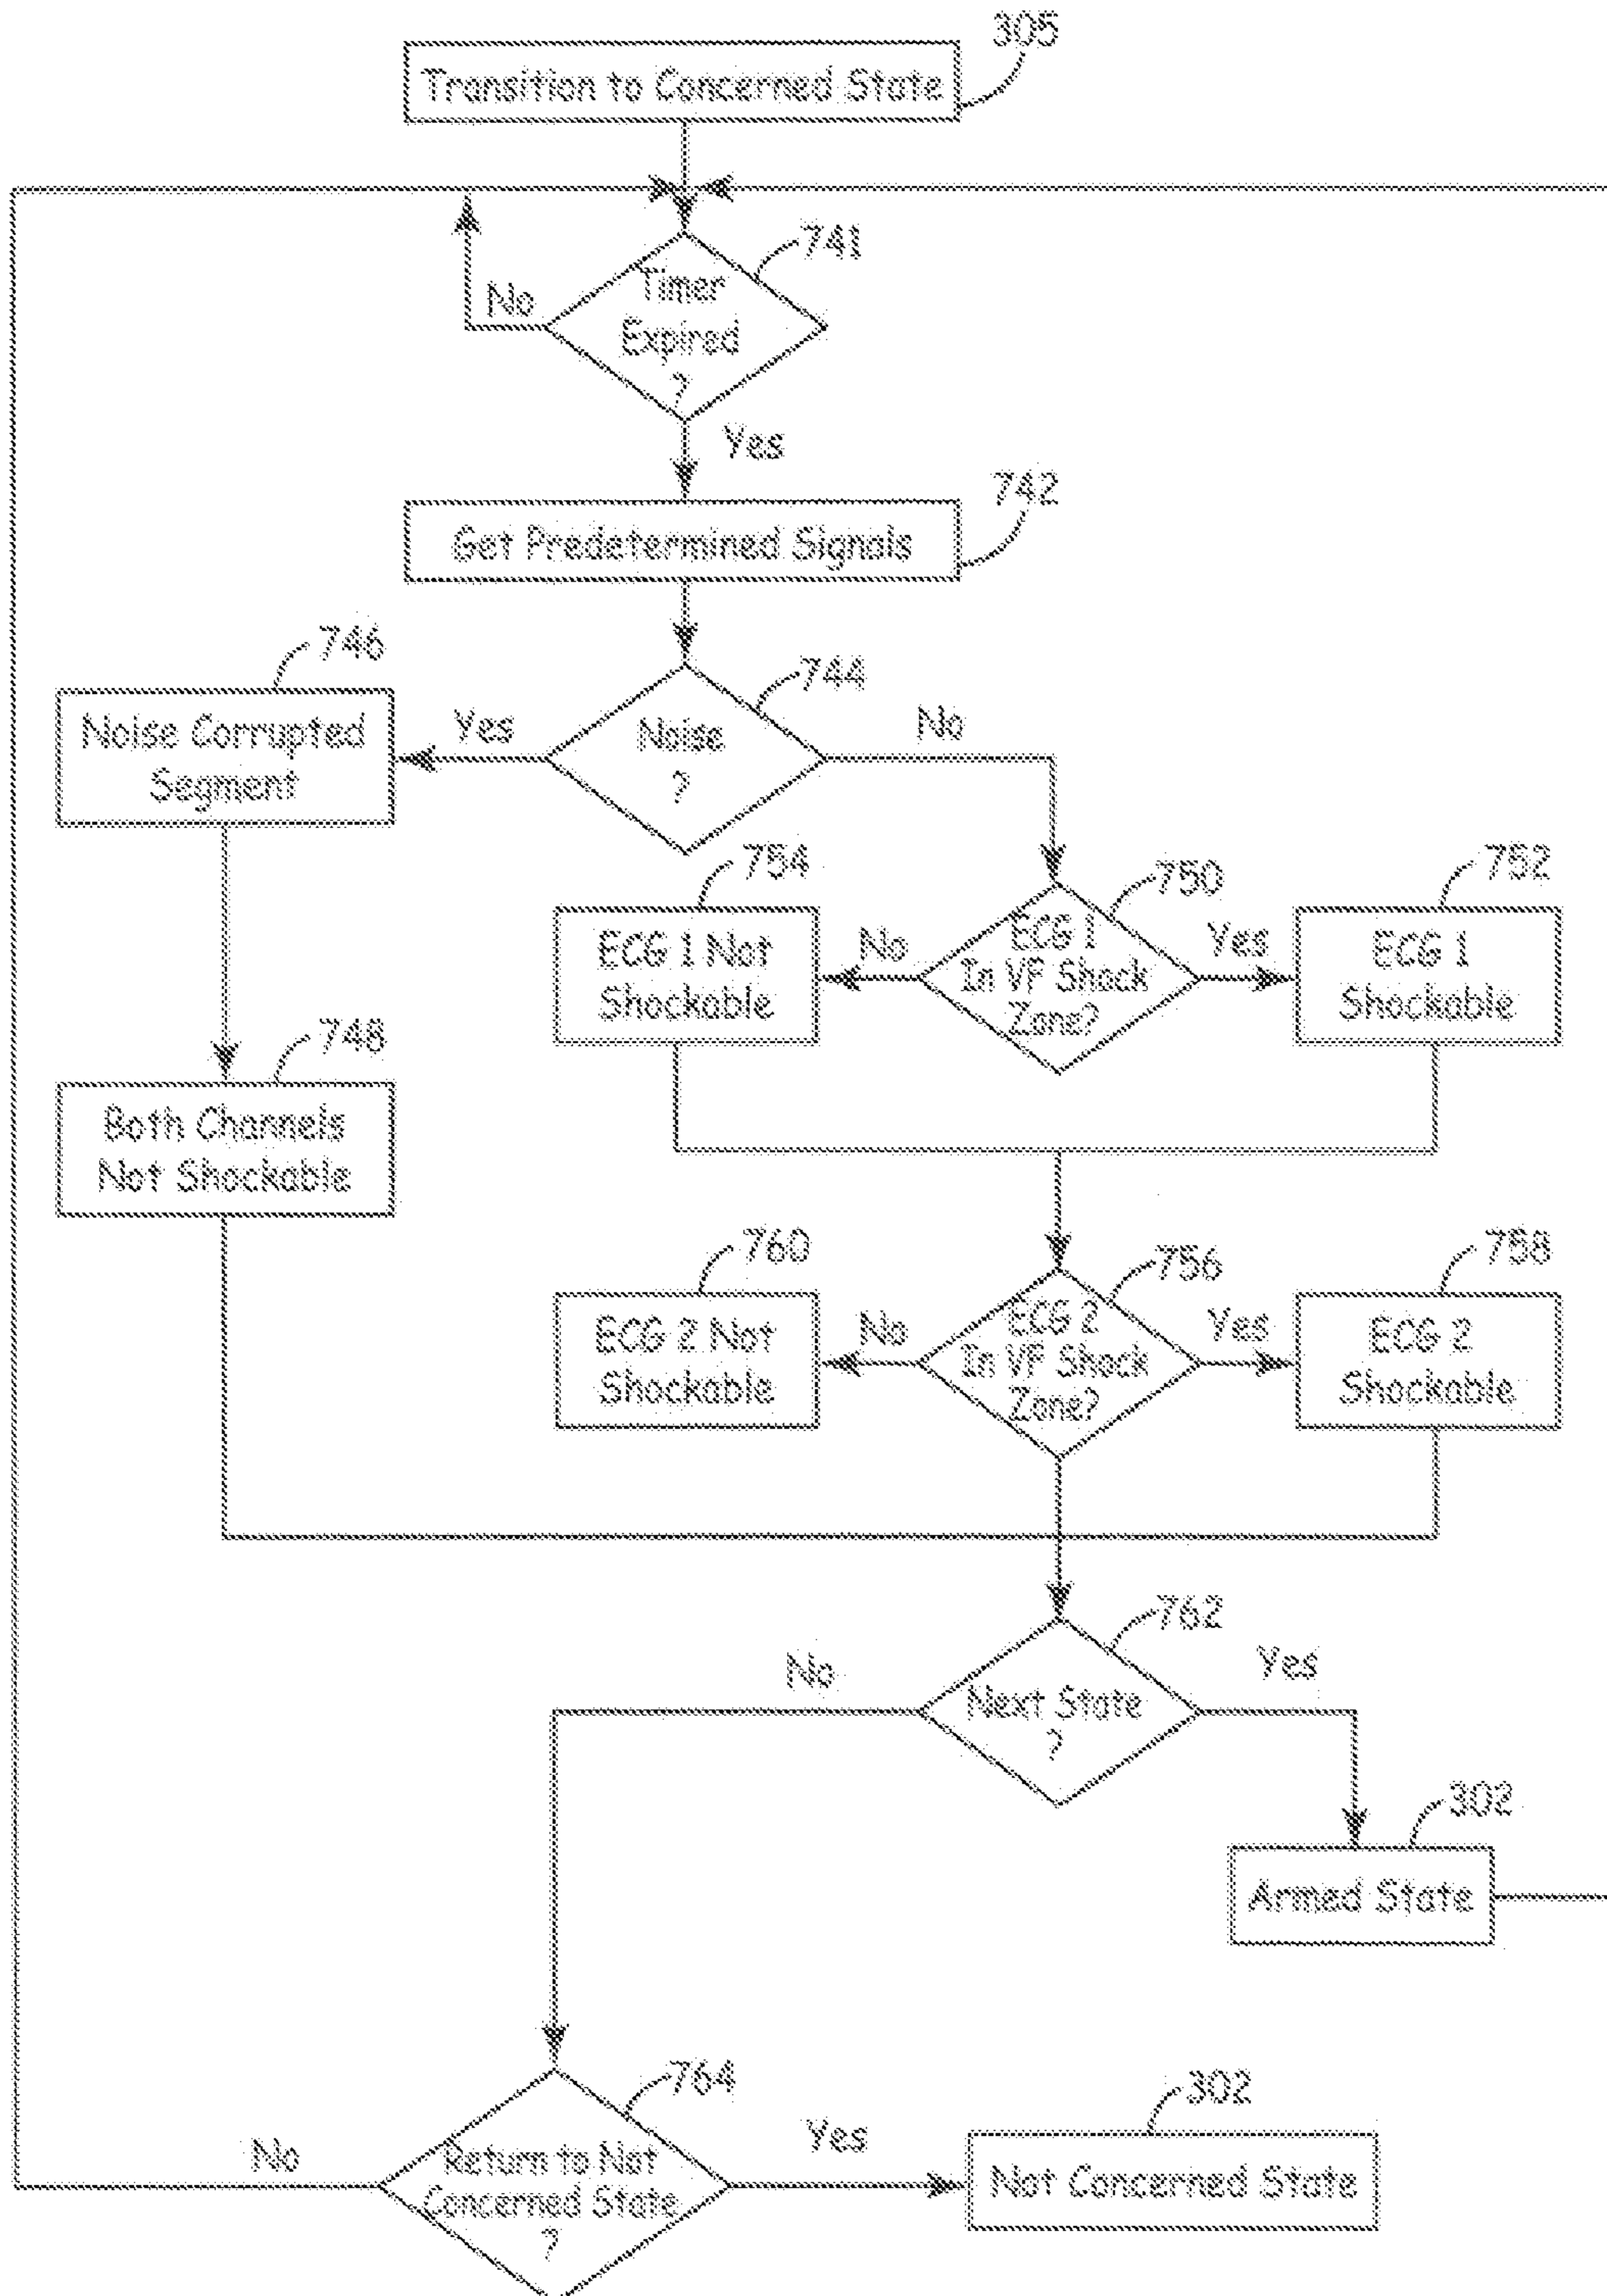 305
Transition to Concerned State
741
Timer
Expired
?
No
Yes
742
Get Predetermined Signals
746
744
Noise Corrupted
Segment
Yes
Noise
?
No
754
750
752
ECG 1 Not
Shockable
No
ECG 1
In VF Shock
Zone?
Yes
ECG 1
Shockable
748
Both Channels
Not Shockable
760
756
758
ECG 2 Not
Shockable
No
ECG 2
In VF Shock
Zone?
Yes
ECG 2
Shockable
762
No
Next State
?
Yes
302
Armed State
764
302
No
Return to Not
Concerned State
?
Yes
Not Concerned State